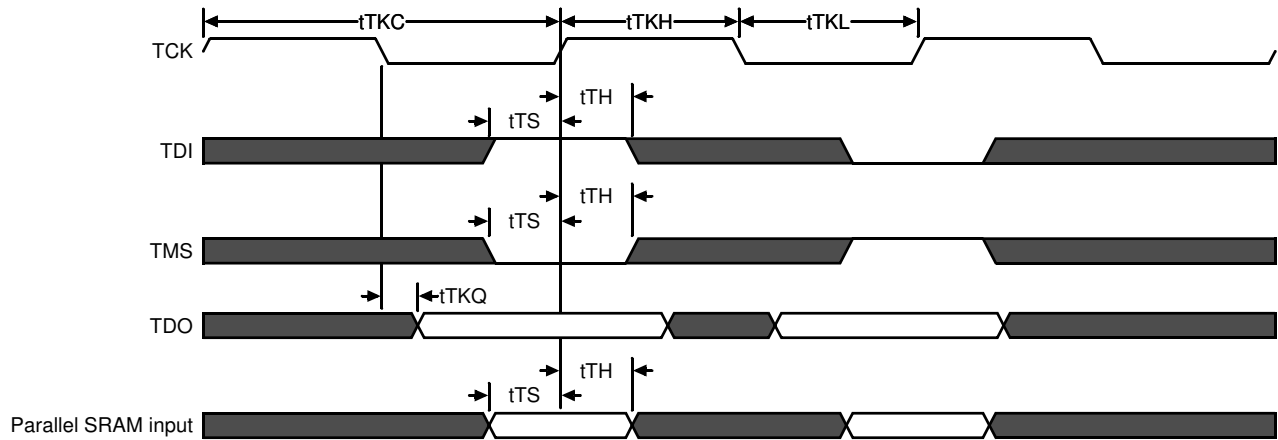 tTKC tTKH tTKL
TCK
tTH
tTS
TDI
tTH
tTS
TMS
tTKQ
TDO
tTH
tTS
Parallel SRAM input